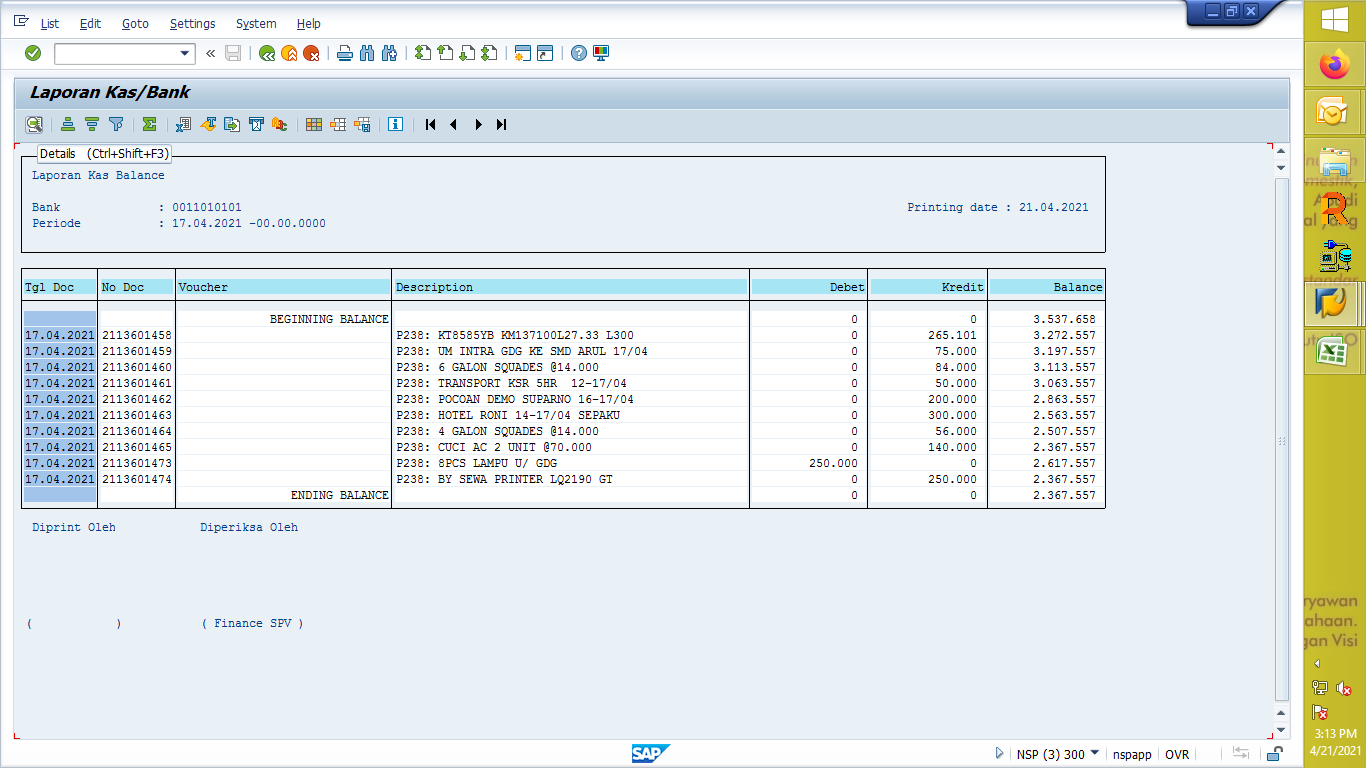 List Edit Goto Settings System Help
Laporan Kas/Bank
Details (Ctrl+Shift+F3)
Laporan Kas Balance
Bank : 0011010101 Printing date : 21.04.2021
Periode : 17.04.2021 -00.00.0000
Tgl Doc No Doc Voucher Description Debet Kredit Balance
BEGINNING BALANCE 0 0 3.537.658
17.04.2021 2113601458 P238: KT8585YB KM137100L27.33 L300 0 265.101 3.272.557
17.04.2021 2113601459 P238: UM INTRA GDG KE SMD ARUL 17/04 0 75.000 3.197.557
17.04.2021 2113601460 P238: 6 GALON SQUADES @14.000 0 84.000 3.113.557
17.04.2021 2113601461 P238: TRANSPORT KSR 5HR  12-17/04 0 50.000 3.063.557
17.04.2021 2113601462 P238: POCOAN DEMO SUPARNO 16-17/04 0 200.000 2.863.557
17.04.2021 2113601463 P238: HOTEL RONI 14-17/04 SEPAKU 0 300.000 2.563.557
17.04.2021 2113601464 P238: 4 GALON SQUADES @14.000 0 56.000 2.507.557
17.04.2021 2113601465 P238: CUCI AC 2 UNIT @70.000 0 140.000 2.367.557
17.04.2021 2113601473 P238: 8PCS LAMPU U/ GDG 250.000 0 2.617.557
17.04.2021 2113601474 P238: BY SEWA PRINTER LQ2190 GT 0 250.000 2.367.557
ENDING BALANCE 0 0 2.367.557
Diprint Oleh Diperiksa Oleh
( ) ( Finance SPV )
SAP
NSP (3) 300 nspapp OVR
ryawan
ahaan.
gan Visi
3:13 PM
4/21/2021